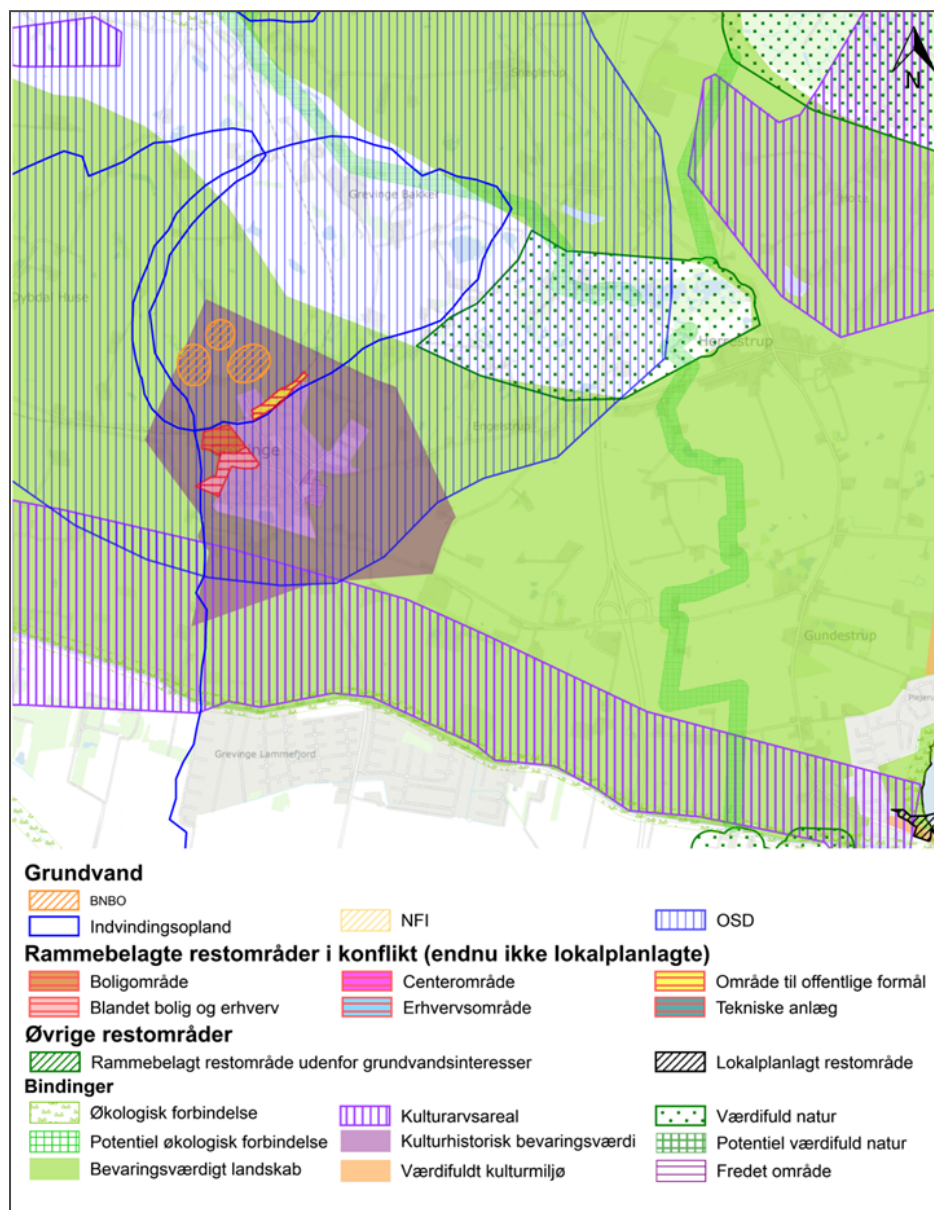 N
Snoglerup
Grevinge Bakker
Dybdal Huse
Herrestrup
Engelstrup
Gundestrup
Grevinge Lammefjord
Grundvand
BNBO
Indvindingsopland
NFI
OSD
Rammebelagte restområder i konflikt (endnu ikke lokalplanlagte)
Boligområde
Centerområde
Område til offentlige formål
Blandet bolig og erhverv
Erhvervsområde
Tekniske anlæg
Øvrige restområder
Rammebelagt restområde udenfor grundvandsinteresser
Lokalplanlagt restområde
Bindinger
Økologisk forbindelse
Kulturarvsareal
Værdifuld natur
Potentiel økologisk forbindelse
Kulturhistorisk bevaringsværdi
Potentiel værdifuld natur
Bevaringsværdigt landskab
Værdifuldt kulturmiljø
Fredet område